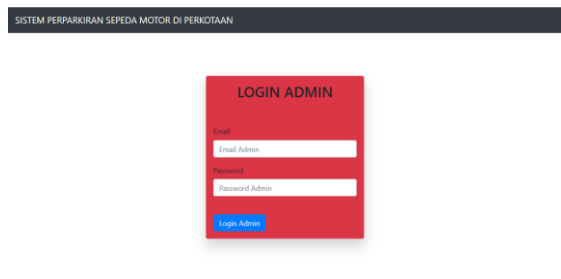 SISTEM PERPARKIRAN SEPEDA MOTOR DI PERKOTAAN
LOGIN ADMIN
Email
Email Admin
Password
Password Admin
Login Admin